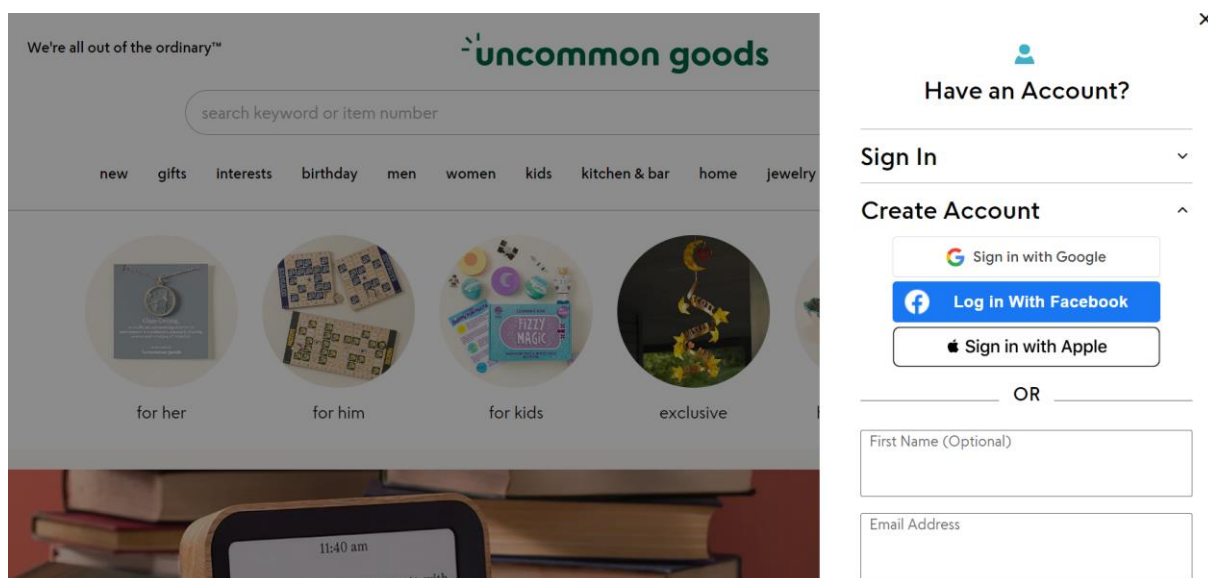 We're all out of the ordinary™
uncommon goods
search keyword or item number
new gifts interests birthday men women kids kitchen & bar home jewelry
FIZZY
MAGIC
for her for him for kids exclusive
11:40 am
Have an Account?
Sign In
Create Account
Sign in with Google
Log in With Facebook
Sign in with Apple
OR
First Name (Optional)
Email Address